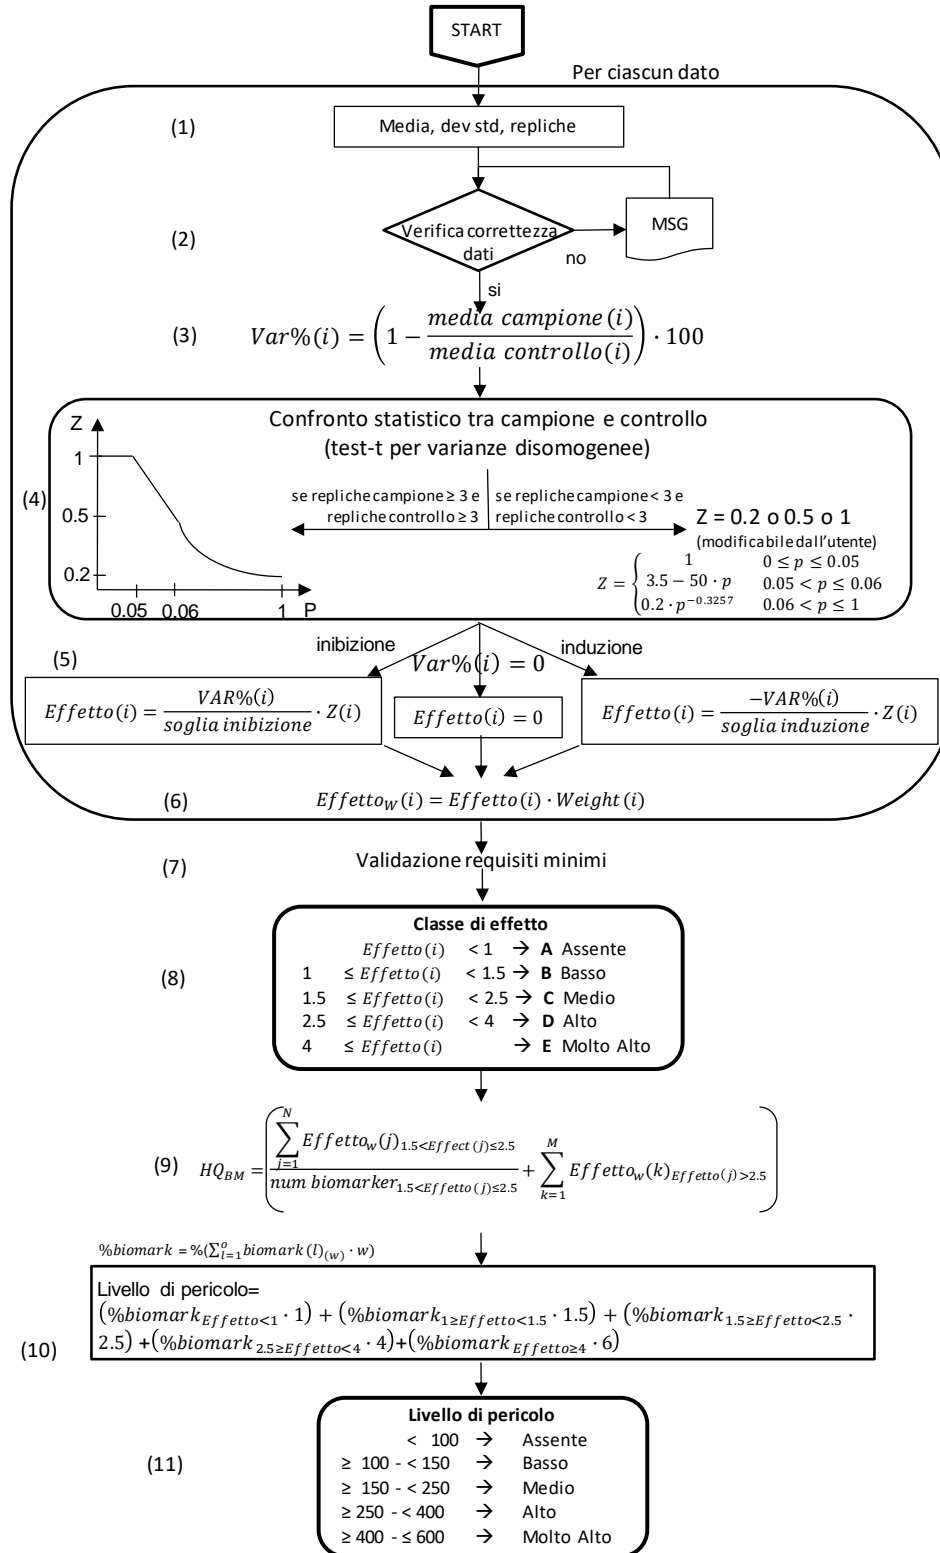 START
Per ciascun dato
(1)
Media, dev std, repliche
(2)
Verifica correttezza
dati
no
MSG
si
(3)
Var%(i) = (1 − media campione(i) / media controllo(i)) · 100
(4)
Z
1
0.5
0.2
0.05
0.06
1
P
Confronto statistico tra campione e controllo
(test-t per varianze disomogenee)
se repliche campione ≥ 3 e
repliche controllo ≥ 3
se repliche campione < 3 e
repliche controllo < 3
Z = 0.2 o 0.5 o 1
(modificabile dall'utente)
Z = { 1 0 ≤ p ≤ 0.05
3.5 − 50 · p 0.05 < p ≤ 0.06
0.2 · p^−0.3257 0.06 < p ≤ 1
(5)
inibizione
Var%(i) = 0
induzione
Effetto(i) = VAR%(i) / soglia inibizione · Z(i)
Effetto(i) = 0
Effetto(i) = −VAR%(i) / soglia induzione · Z(i)
(6)
Effetto_W(i) = Effetto(i) · Weight(i)
(7)
Validazione requisiti minimi
(8)
Classe di effetto
Effetto(i) < 1 → A Assente
1 ≤ Effetto(i) < 1.5 → B Basso
1.5 ≤ Effetto(i) < 2.5 → C Medio
2.5 ≤ Effetto(i) < 4 → D Alto
4 ≤ Effetto(i) → E Molto Alto
(9)
HQ_BM = ( ∑_{j=1}^{N} Effetto_w(j)_{1.5<Effect(j)≤2.5} / num biomarker_{1.5<Effetto(j)≤2.5} + ∑_{k=1}^{M} Effetto_w(k)_{Effetto(j)>2.5} )
%biomark = %(∑_{l=1}^{o} biomark(l)_(w) · w)
(10)
Livello di pericolo=
(%biomark_{Effetto<1} · 1) + (%biomark_{1≥Effetto<1.5} · 1.5) + (%biomark_{1.5≥Effetto<2.5} ·
2.5) +(%biomark_{2.5≥Effetto<4} · 4)+(%biomark_{Effetto≥4} · 6)
(11)
Livello di pericolo
< 100 → Assente
≥ 100 - < 150 → Basso
≥ 150 - < 250 → Medio
≥ 250 - < 400 → Alto
≥ 400 - ≤ 600 → Molto Alto